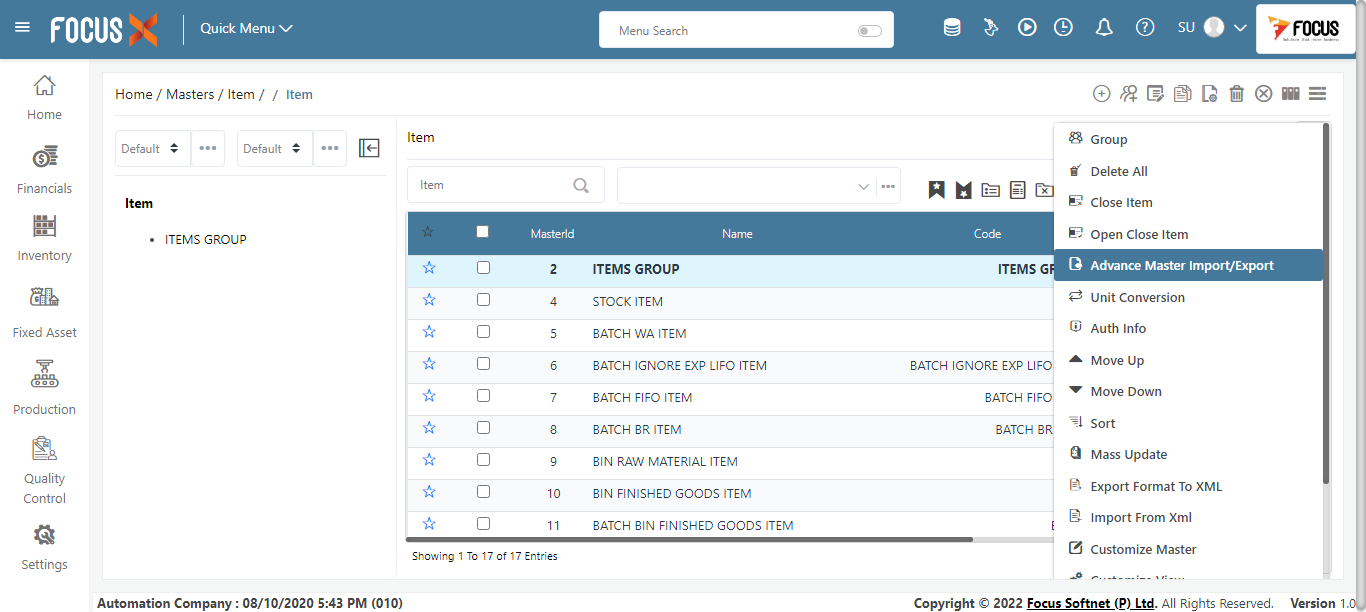 FOCUS X
Quick Menu
Menu Search
SU
FOCUS
Home
Financials
Inventory
Fixed Asset
Production
Quality
Control
Settings
Home / Masters / Item / / Item
Default
Default
Item
ITEMS GROUP
Item
Item
MasterId Name Code
2 ITEMS GROUP ITEMS GR
4 STOCK ITEM
5 BATCH WA ITEM
6 BATCH IGNORE EXP LIFO ITEM BATCH IGNORE EXP LIFO
7 BATCH FIFO ITEM BATCH FIFO
8 BATCH BR ITEM BATCH BR
9 BIN RAW MATERIAL ITEM
10 BIN FINISHED GOODS ITEM
11 BATCH BIN FINISHED GOODS ITEM
Showing 1 To 17 of 17 Entries
Group
Delete All
Close Item
Open Close Item
Advance Master Import/Export
Unit Conversion
Auth Info
Move Up
Move Down
Sort
Mass Update
Export Format To XML
Import From Xml
Customize Master
Customize View
Automation Company : 08/10/2020 5:43 PM (010)
Copyright © 2022 Focus Softnet (P) Ltd. All Rights Reserved. Version 1.0